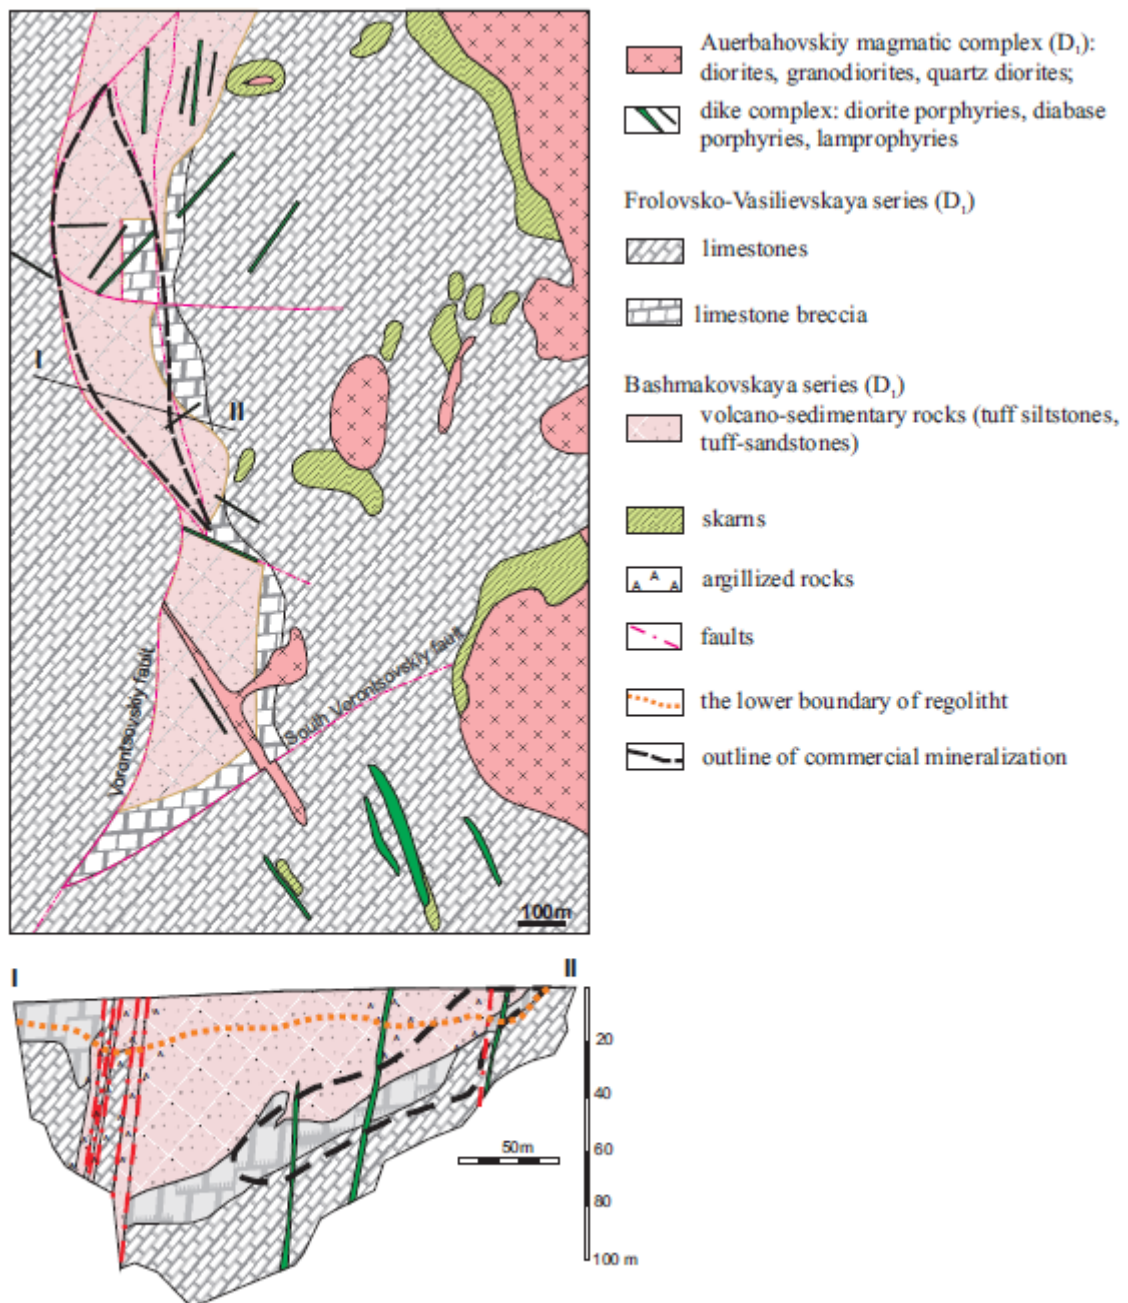 I
II
Vorontsovskiy fault
South Vorontsovskiy fault
100m
Auerbahovskiy magmatic complex (D₁):
diorites, granodiorites, quartz diorites;
dike complex: diorite porphyries, diabase
porphyries, lamprophyries
Frolovsko-Vasilievskaya series (D₁)
limestones
limestone breccia
Bashmakovskaya series (D₁)
volcano-sedimentary rocks (tuff siltstones,
tuff-sandstones)
skarns
A A A A
argillized rocks
faults
the lower boundary of regolitht
outline of commercial mineralization
I
II
20
40
60
80
100 m
50m